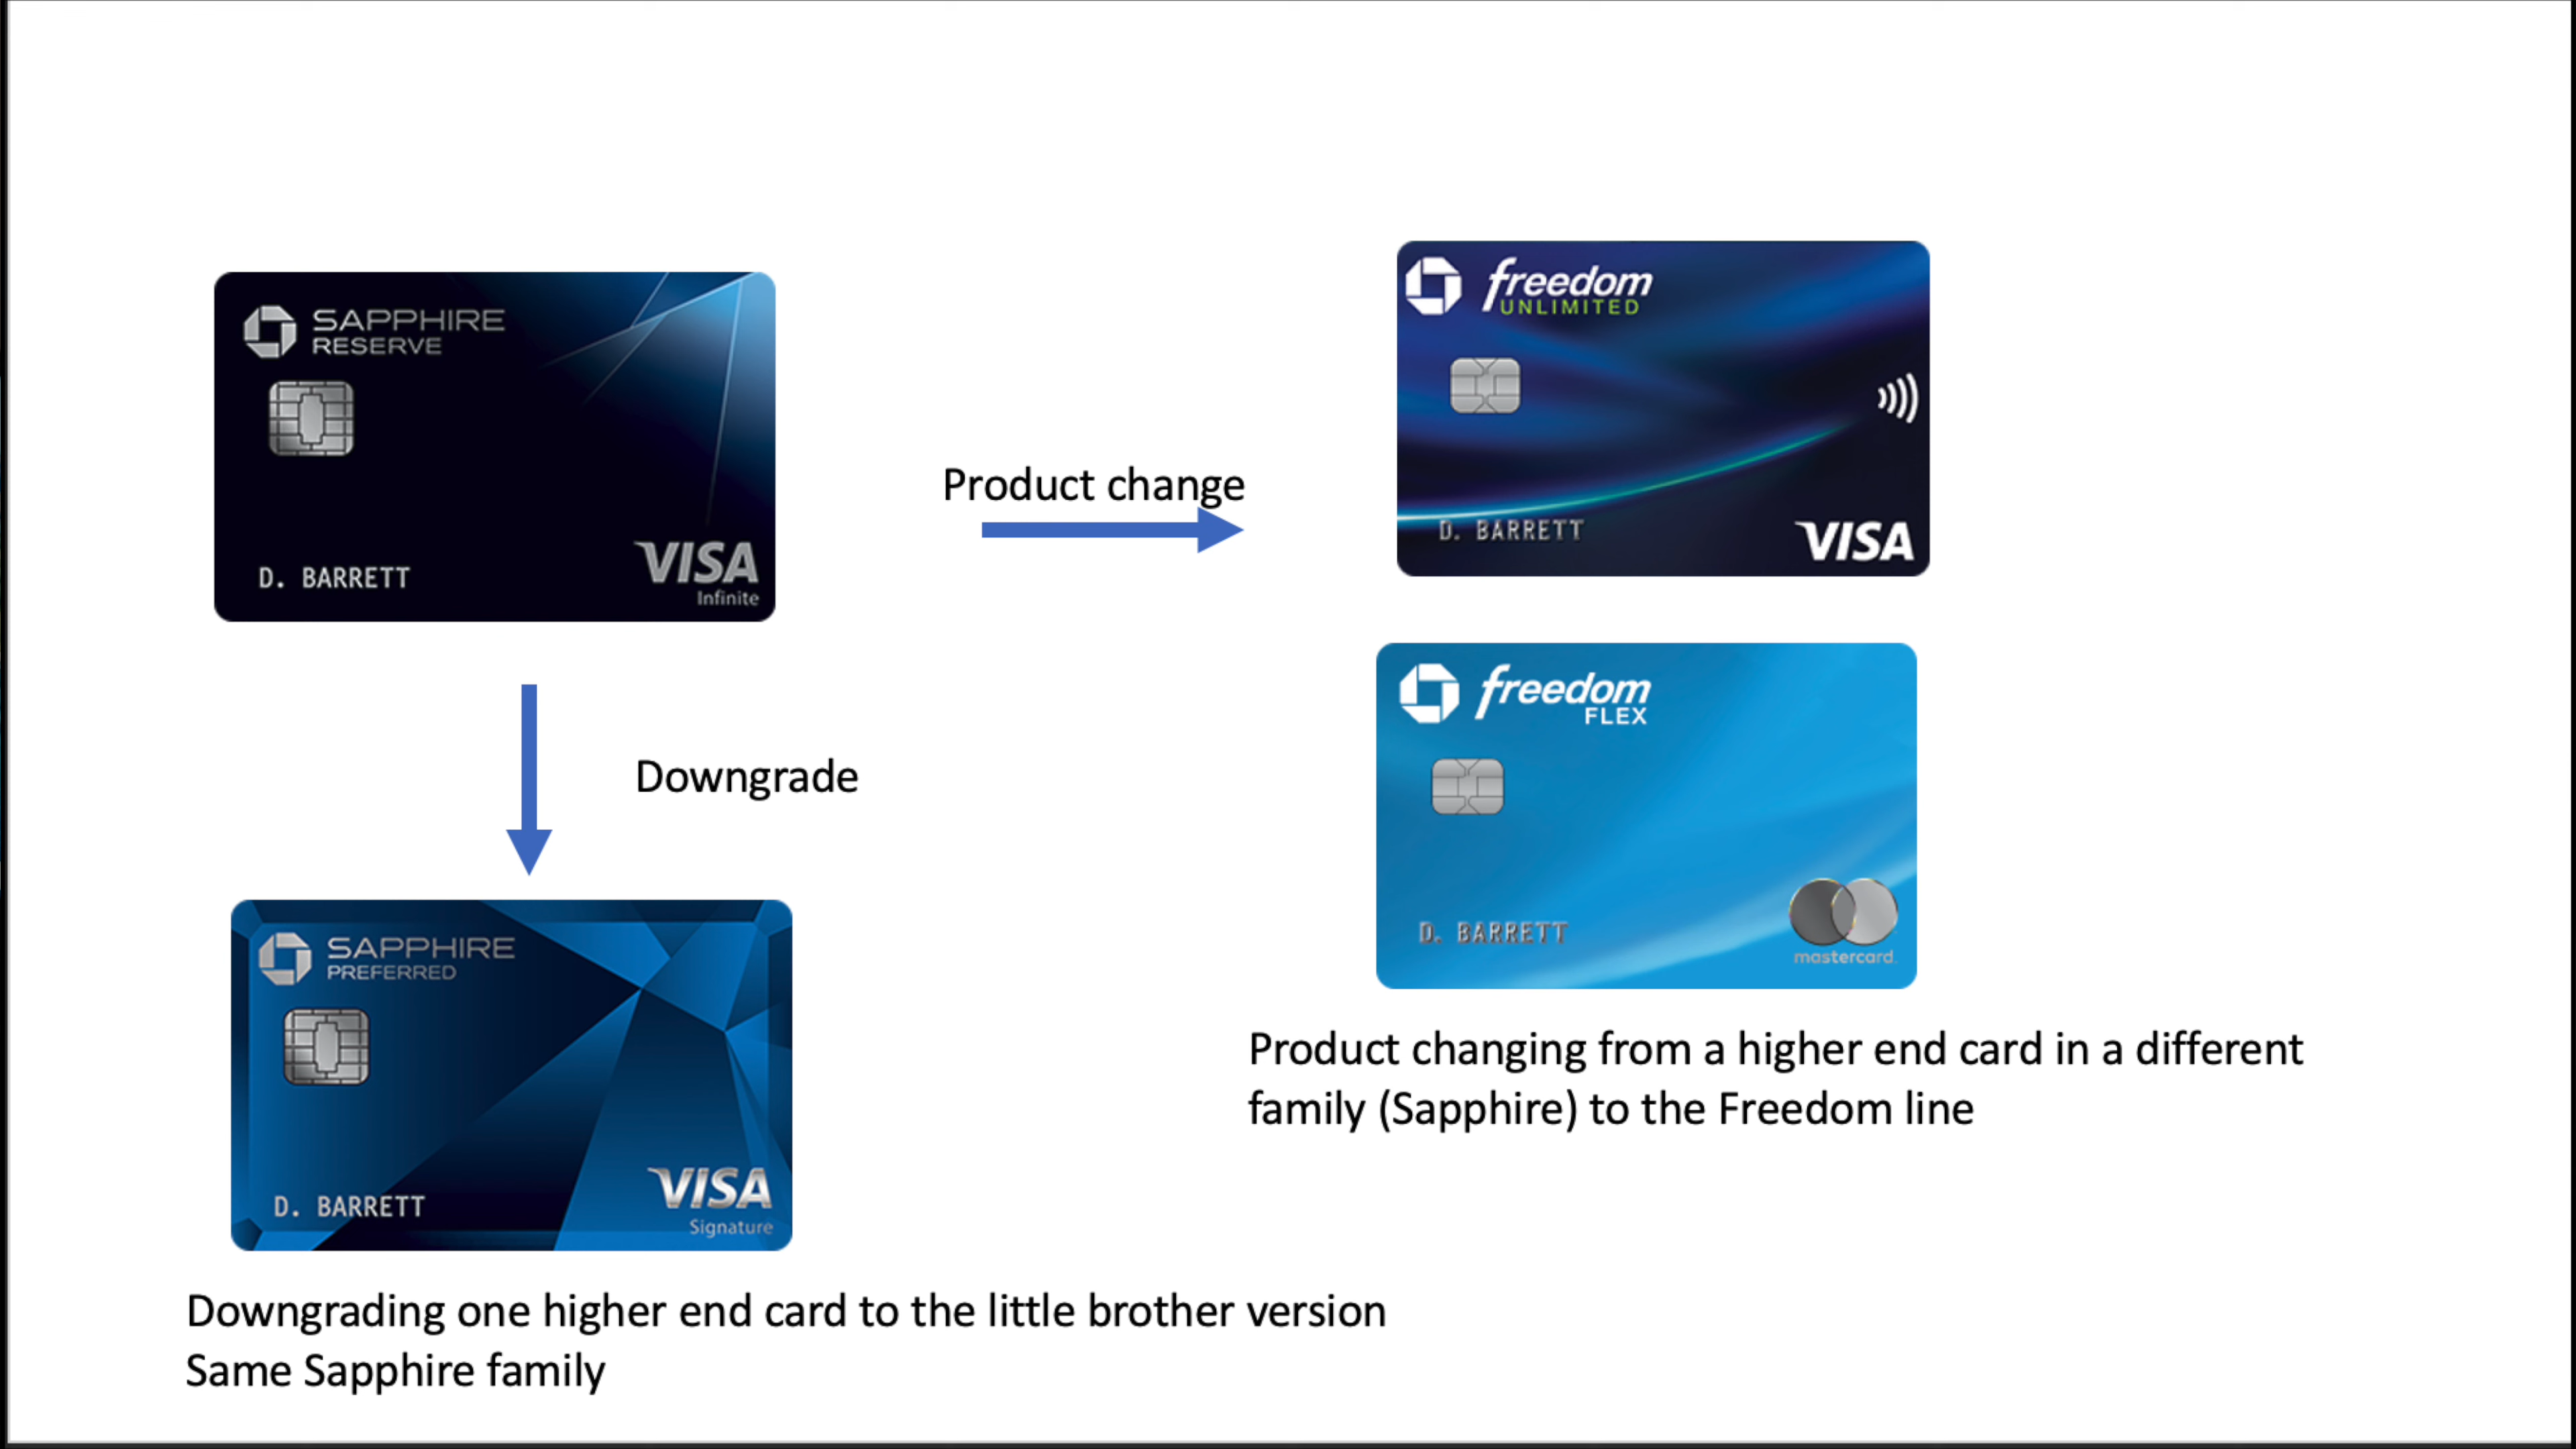 SAPPHIRE
RESERVE
D. BARRETT
VISA
Infinite
Product change
freedom
UNLIMITED
D. BARRETT
VISA
freedom
FLEX
D. BARRETT
mastercard.
Product changing from a higher end card in a different
family (Sapphire) to the Freedom line
Downgrade
SAPPHIRE
PREFERRED
D. BARRETT
VISA
Signature
Downgrading one higher end card to the little brother version
Same Sapphire family